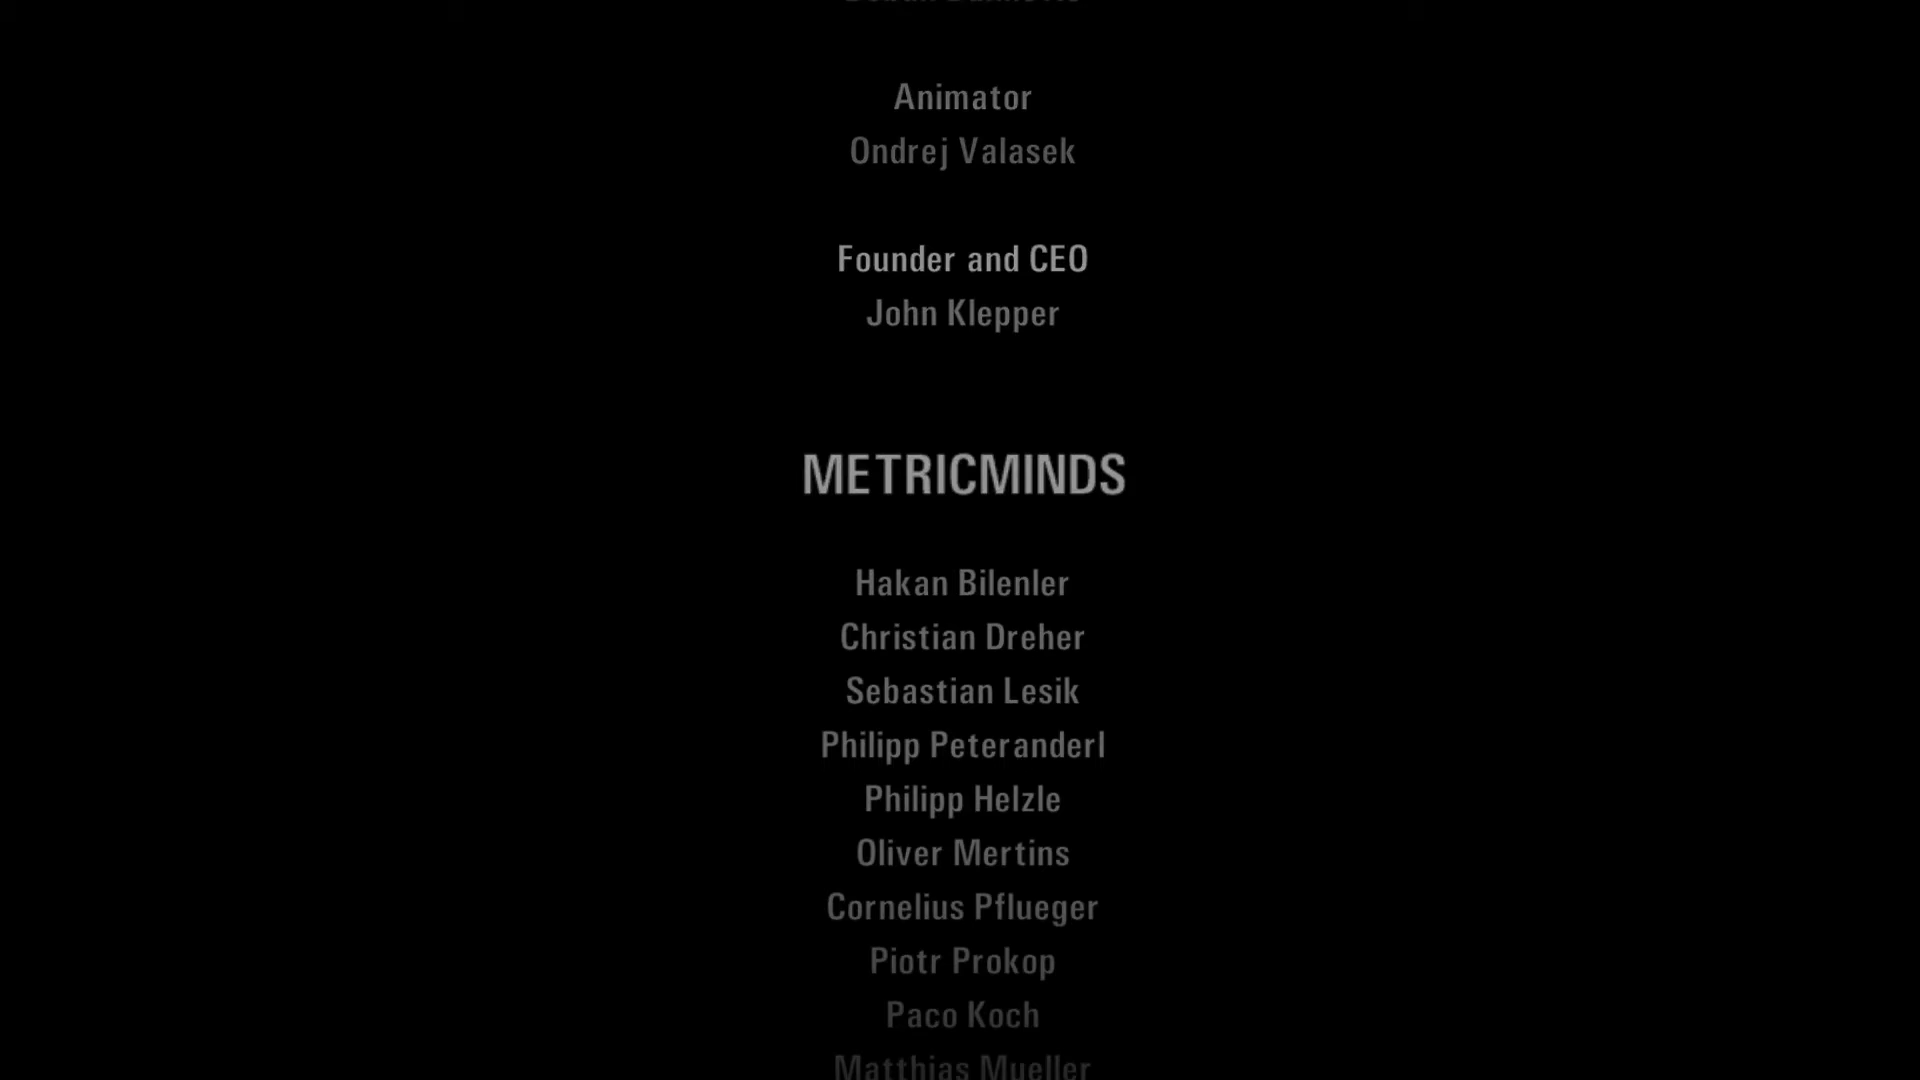 Animator
Ondrej Valasek
Founder and CEO
John Klepper
METRICMINDS
Hakan Bilenler
Christian Dreher
Sebastian Lesik
Philipp Peteranderl
Philipp Helzle
Oliver Mertins
Cornelius Pflueger
Piotr Prokop
Paco Koch
Matthias Mueller